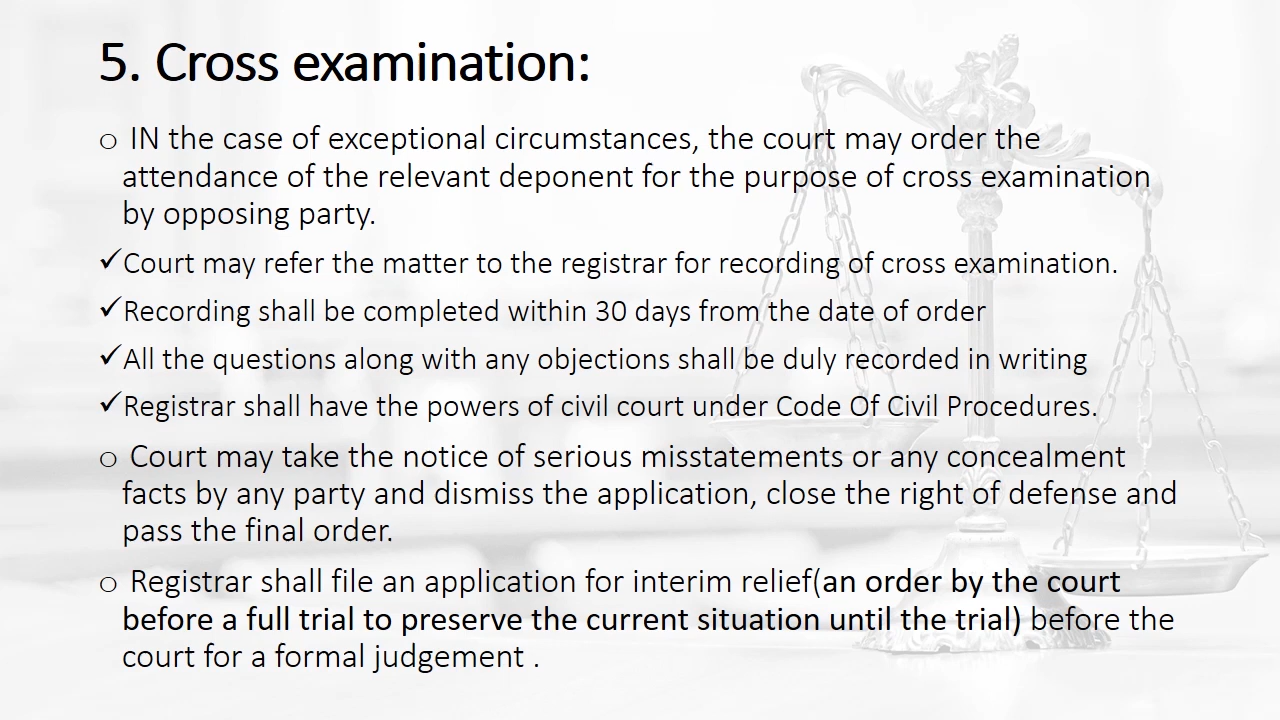 5. Cross examination:
o IN the case of exceptional circumstances, the court may order the
attendance of the relevant deponent for the purpose of cross examination
by opposing party.
✓Court may refer the matter to the registrar for recording of cross examination.
✓Recording shall be completed within 30 days from the date of order
✓All the questions along with any objections shall be duly recorded in writing
✓Registrar shall have the powers of civil court under Code Of Civil Procedures.
o Court may take the notice of serious misstatements or any concealment
facts by any party and dismiss the application, close the right of defense and
pass the final order.
o Registrar shall file an application for interim relief(an order by the court
before a full trial to preserve the current situation until the trial) before the
court for a formal judgement .